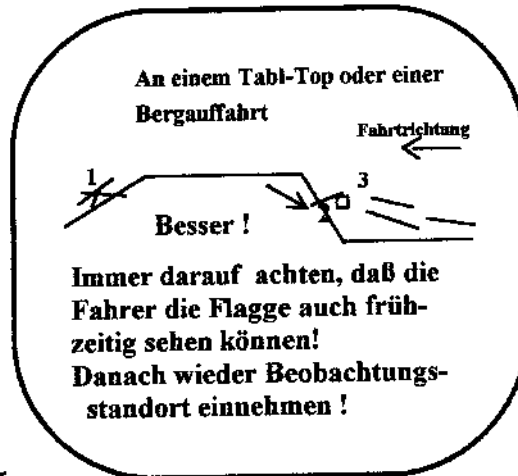 An einem Tabl-Top oder einer
Bergauffahrt
Fahrtrichtung
1
3
2
Besser !
Immer darauf achten, daß die
Fahrer die Flagge auch früh-
zeitig sehen können!
Danach wieder Beobachtungs-
standort einnehmen !